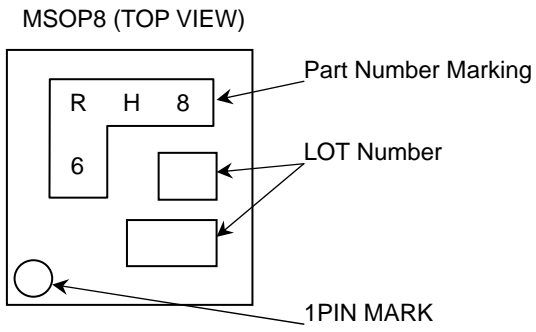 MSOP8 (TOP VIEW)
Part Number Marking
R H 8
LOT Number
6
1PIN MARK